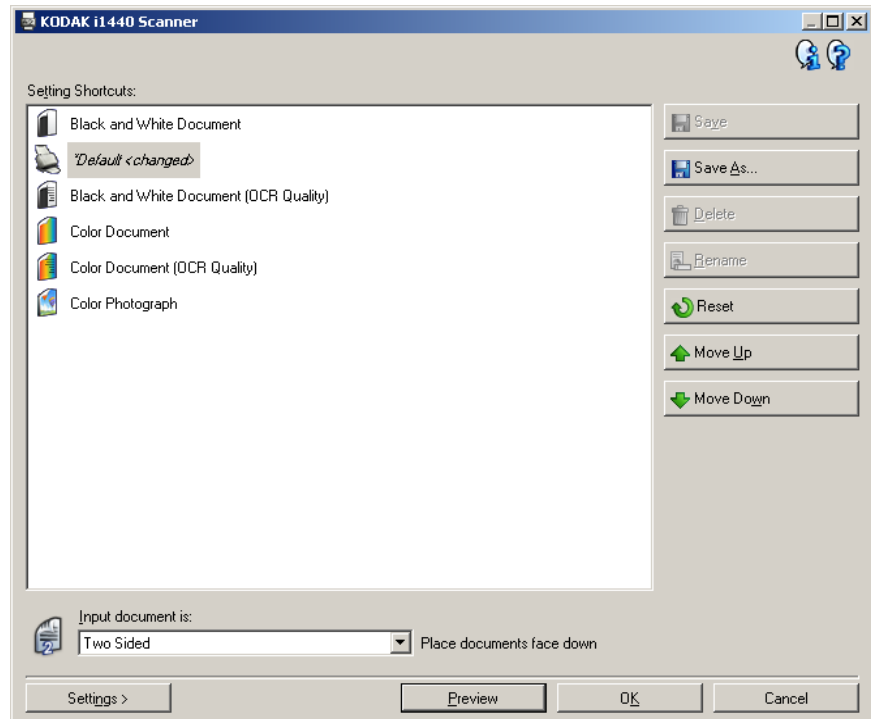 KODAK i1440 Scanner
Setting Shortcuts:
Black and White Document
"Default <changed>
Black and White Document (OCR Quality)
Color Document
Color Document (OCR Quality)
Color Photograph
Save
Save As...
Delete
Rename
Reset
Move Up
Move Down
Input document is:
2
Two Sided
Place documents face down
Settings >
Preview
OK
Cancel